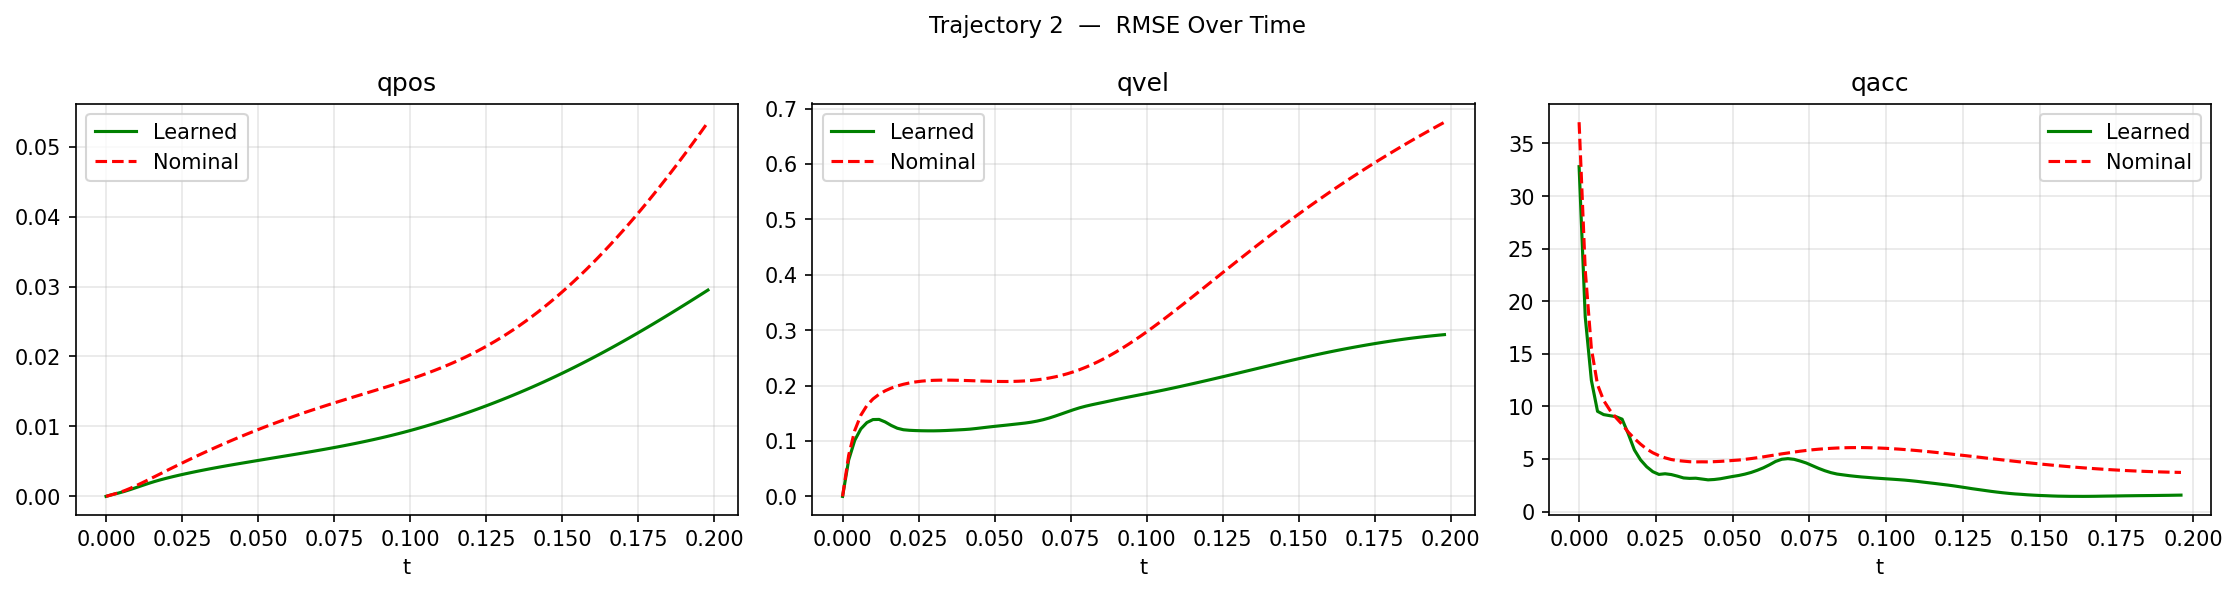 Trajectory 2 — RMSE Over Time
qpos
Learned
Nominal
0.05
0.04
0.03
0.02
0.01
0.00
0.000 0.025 0.050 0.075 0.100 0.125 0.150 0.175 0.200
t
qvel
Learned
Nominal
0.7
0.6
0.5
0.4
0.3
0.2
0.1
0.0
0.000 0.025 0.050 0.075 0.100 0.125 0.150 0.175 0.200
t
qacc
Learned
Nominal
35
30
25
20
15
10
5
0
0.000 0.025 0.050 0.075 0.100 0.125 0.150 0.175 0.200
t